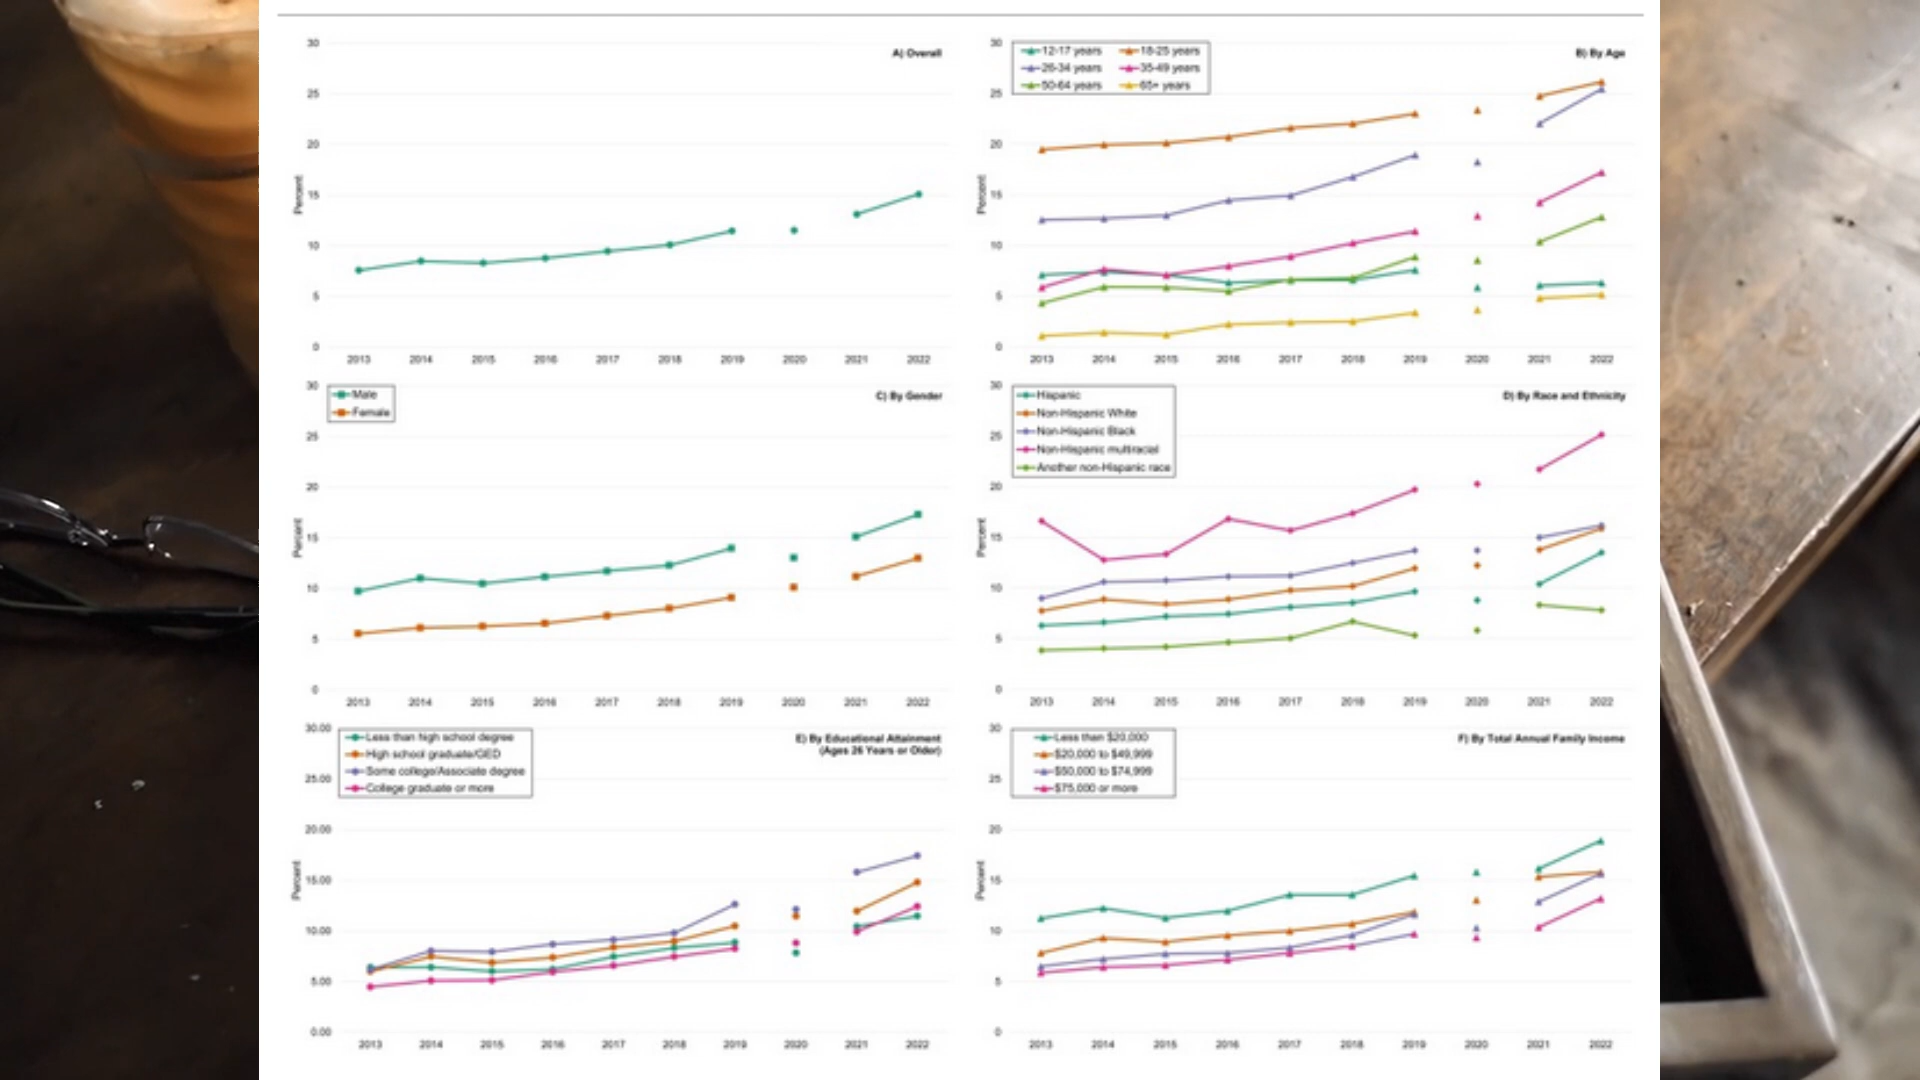 A) Overall
30
25
20
15
10
5
0
Percent
2013 2014 2015 2016 2017 2018 2019 2020 2021 2022
B) By Age
12-17 years 18-25 years
26-34 years 35-49 years
50-64 years 65+ years
30
25
20
15
10
5
0
Percent
2013 2014 2015 2016 2017 2018 2019 2020 2021 2022
C) By Gender
Male
Female
30
25
20
15
10
5
0
Percent
2013 2014 2015 2016 2017 2018 2019 2020 2021 2022
D) By Race and Ethnicity
Hispanic
Non-Hispanic White
Non-Hispanic Black
Non-Hispanic multiracial
Another non-Hispanic race
30
25
20
15
10
5
0
Percent
2013 2014 2015 2016 2017 2018 2019 2020 2021 2022
E) By Educational Attainment
(Ages 26 Years or Older)
Less than high school degree
High school graduate/GED
Some college/Associate degree
College graduate or more
30.00
25.00
20.00
15.00
10.00
5.00
0.00
Percent
2013 2014 2015 2016 2017 2018 2019 2020 2021 2022
F) By Total Annual Family Income
Less than $20,000
$20,000 to $49,999
$50,000 to $74,999
$75,000 or more
30
25
20
15
10
5
0
Percent
2013 2014 2015 2016 2017 2018 2019 2020 2021 2022